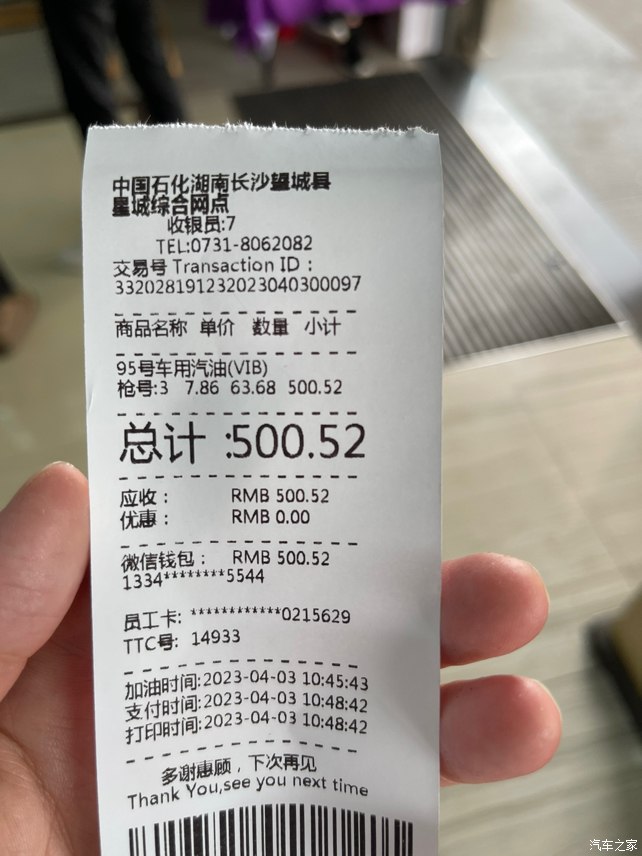 中国石化湖南长沙望城县
星城综合网点
收银员:7
TEL:0731-8062082
交易号 Transaction ID：
332028191232023040300097
商品名称 单价 数量 小计
95号车用汽油(VIB)
枪号:3 7.86 63.68 500.52
总计 :500.52
应收： RMB 500.52
优惠： RMB 0.00
微信钱包： RMB 500.52
1334********5544
员工卡: ************0215629
TTC号: 14933
加油时间:2023-04-03 10:45:43
支付时间:2023-04-03 10:48:42
打印时间:2023-04-03 10:48:42
多谢惠顾，下次再见
Thank You,see you next time
汽车之家